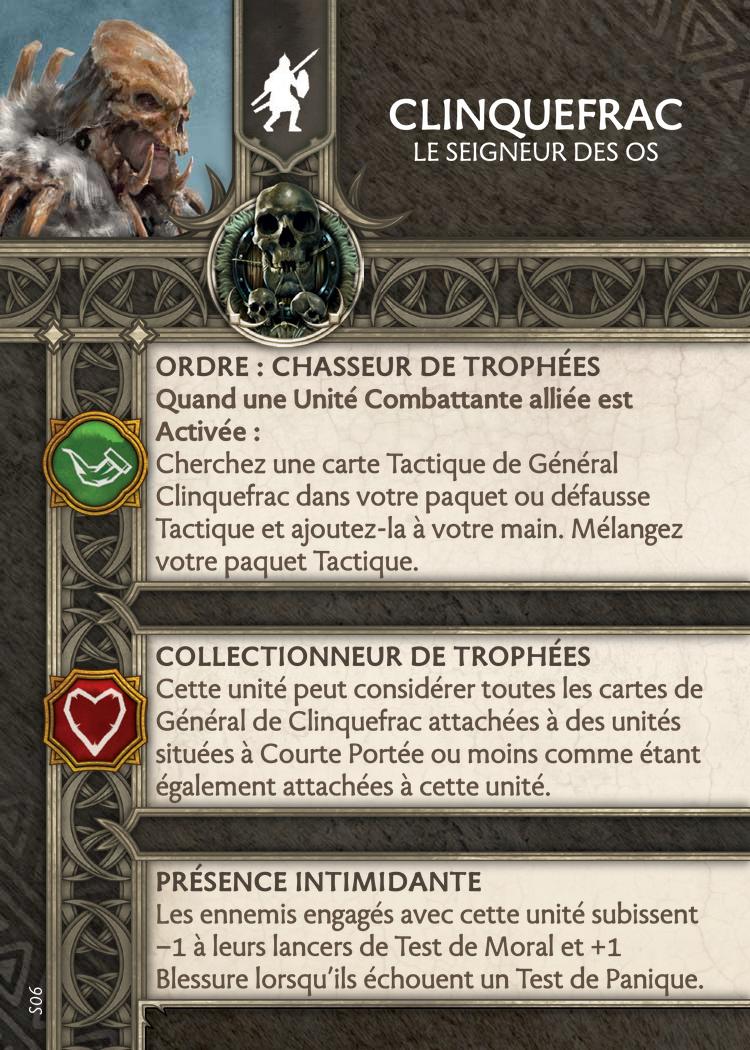 CLINQUEFRAC
LE SEIGNEUR DES OS
ORDRE : CHASSEUR DE TROPHÉES
Quand une Unité Combattante alliée est
Activée :
Cherchez une carte Tactique de Général
Clinquefrac dans votre paquet ou défausse
Tactique et ajoutez-la à votre main. Mélangez
votre paquet Tactique.
COLLECTIONNEUR DE TROPHÉES
Cette unité peut considérer toutes les cartes de
Général de Clinquefrac attachées à des unités
situées à Courte Portée ou moins comme étant
également attachées à cette unité.
PRÉSENCE INTIMIDANTE
Les ennemis engagés avec cette unité subissent
–1 à leurs lancers de Test de Moral et +1
Blessure lorsqu'ils échouent un Test de Panique.
S06